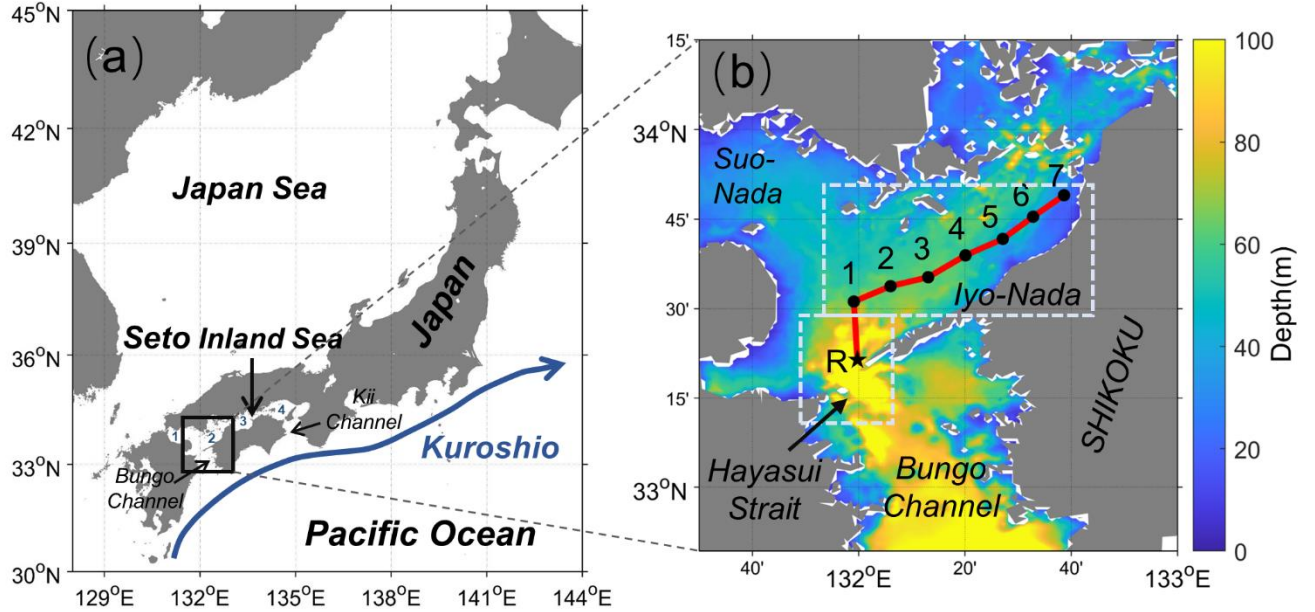 (a)
45°N
42°N
39°N
36°N
33°N
30°N
129°E
132°E
135°E
138°E
141°E
144°E
Japan Sea
Japan
Seto Inland Sea
Kii
Channel
1
2
3
4
Kuroshio
Bungo
Channel
Pacific Ocean
(b)
15'
34°N
45'
30'
15'
33°N
40'
132°E
20'
40'
133°E
Suo-
Nada
1
2
3
4
5
6
7
Iyo-Nada
R
SHIKOKU
Hayasui
Strait
Bungo
Channel
100
80
60
40
20
0
Depth(m)